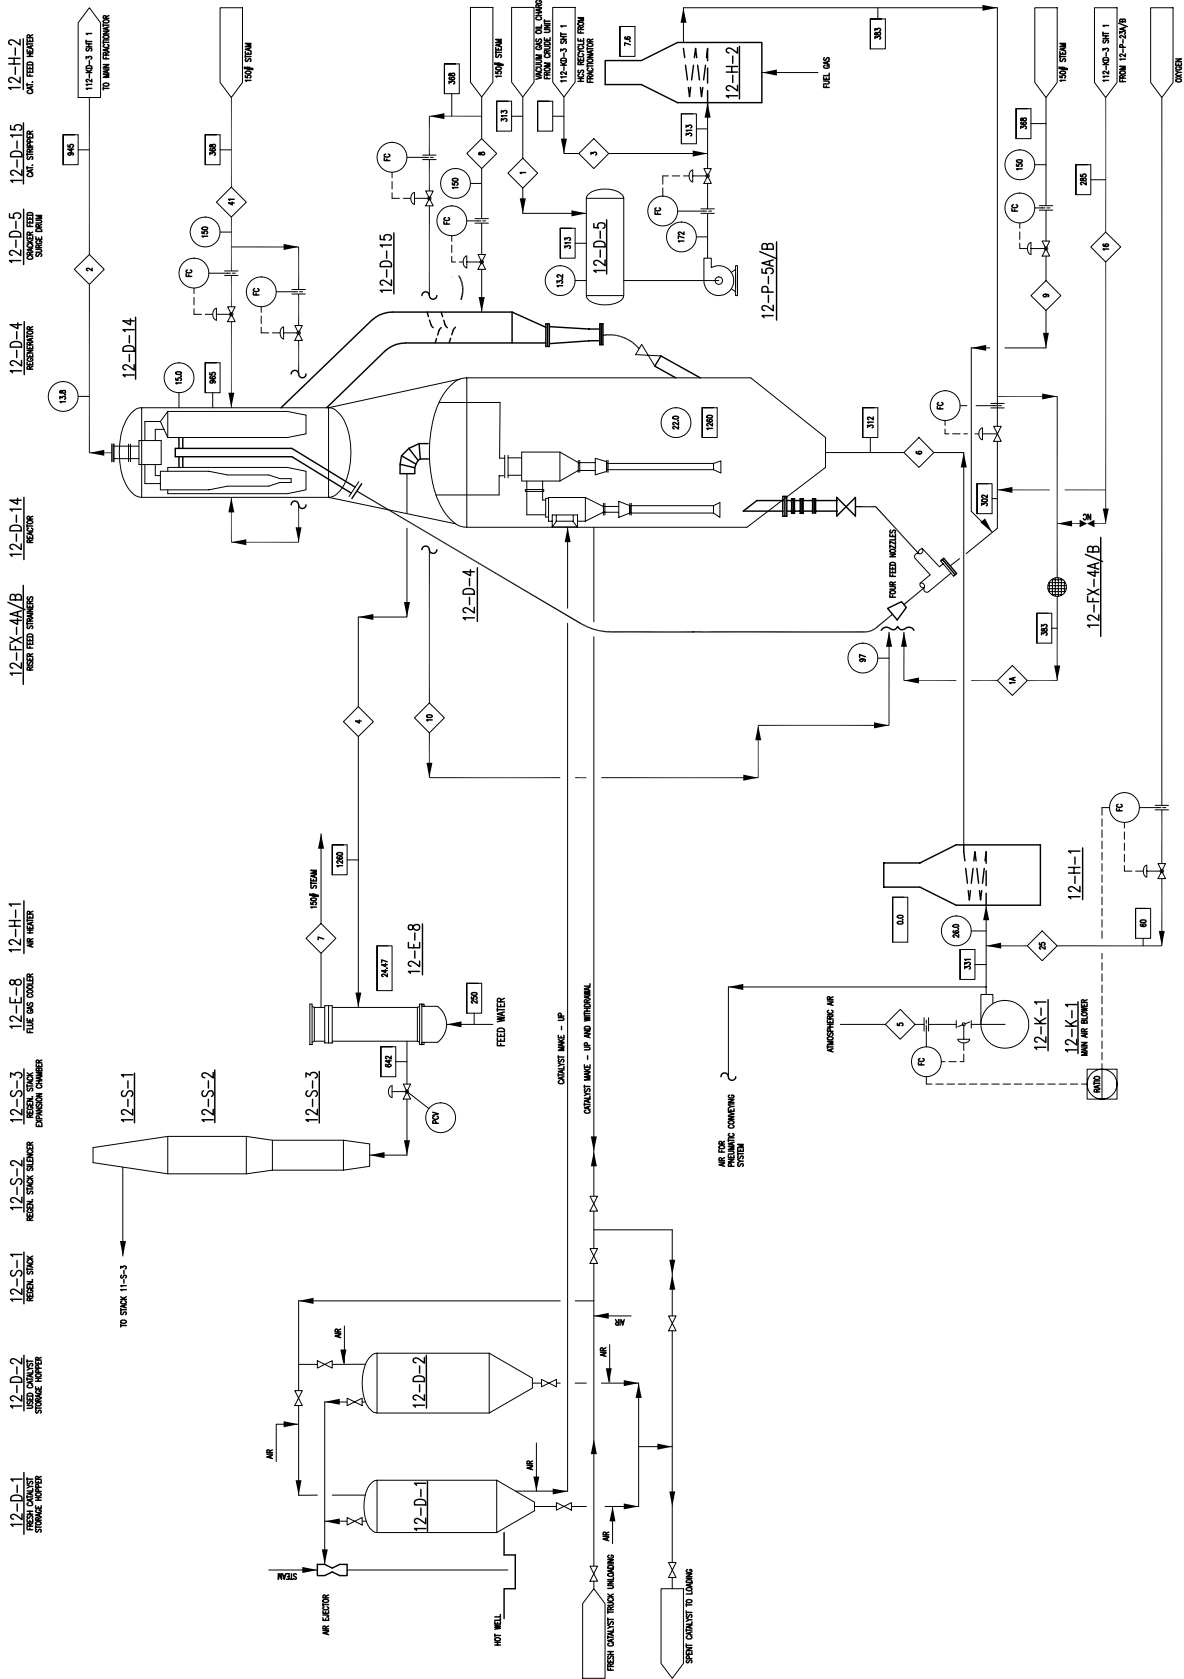 12-D-1
FRESH CATALYST
STORAGE HOPPER
12-D-2
USED CATALYST
STORAGE HOPPER
12-S-1
REGEN. STACK
12-S-2
REGEN. STACK SILENCER
12-S-3
REGEN. STACK
EXPANSION CHAMBER
12-E-8
FLUE GAS COOLER
12-H-1
AIR HEATER
12-FX-4A/B
RISER FEED STRAINERS
12-D-14
REACTOR
12-D-4
REGENERATOR
12-D-5
CRACKER FEED
SURGE DRUM
12-D-15
CAT. STRIPPER
12-H-2
CAT. FEED HEATER
112-KD-3 SHT 1
TO MAIN FRACTIONATOR
945
2
13.8
150# STEAM
368
41
150
FC
FC
12-D-14
15.0
965
TO STACK 11-S-3
12-S-1
12-S-2
12-S-3
PCV
642
250
FEED WATER
24.47
12-E-8
7
150# STEAM
1260
4
10
12-D-4
22.0
1260
312
6
12-D-15
FC
FC
150
8
368
150# STEAM
313
1
VACUUM GAS OIL CHARG
FROM CRUDE UNIT
112-KD-3 SHT 1
HCS RECYCLE FROM
FRACTIONATOR
3
313
13.2
12-D-5
FC
172
313
12-P-5A/B
7.6
12-H-2
FUEL GAS
383
150# STEAM
368
150
FC
9
112-KD-3 SHT 1
FROM 12-P-23A/B
285
16
OXYGEN
FC
302
NC
12-FX-4A/B
383
1A
97
FOUR FEED NOZZLES
CATALYST MAKE - UP
CATALYST MAKE - UP AND WITHDRAWAL
0.0
12-H-1
26.0
331
25
60
FC
ATMOSPHERIC AIR
5
FC
12-K-1
12-K-1
MAIN AIR BLOWER
RATIO
AIR FOR
PNEUMATIC CONVEYING
SYSTEM
AIR
AIR
AIR
AIR
AIR
12-D-2
12-D-1
STEAM
AIR EJECTOR
HOT WELL
FRESH CATALYST TRUCK UNLOADING
SPENT CATALYST TO LOADING